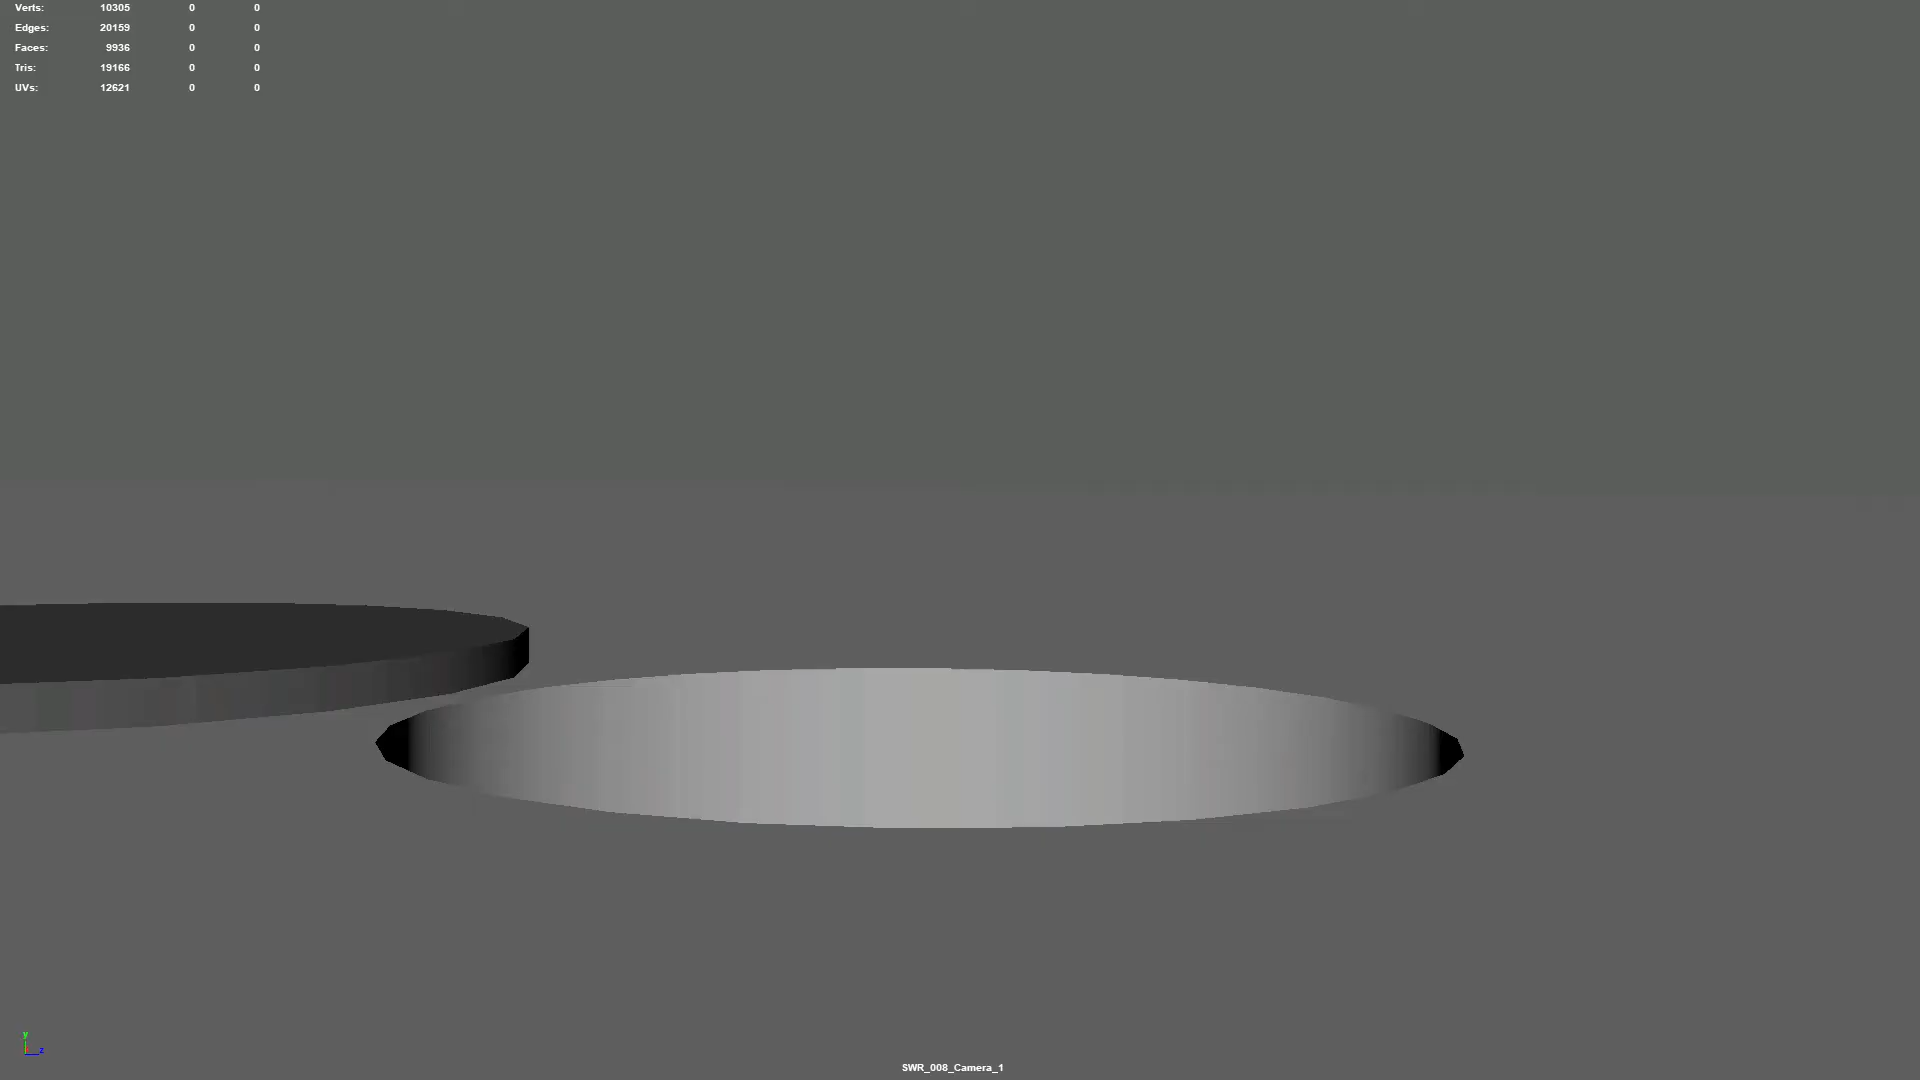 Verts: 10305 0 0
Edges: 20159 0 0
Faces: 9936 0 0
Tris: 19166 0 0
UVs: 12621 0 0
y
z
SWR_008_Camera_1